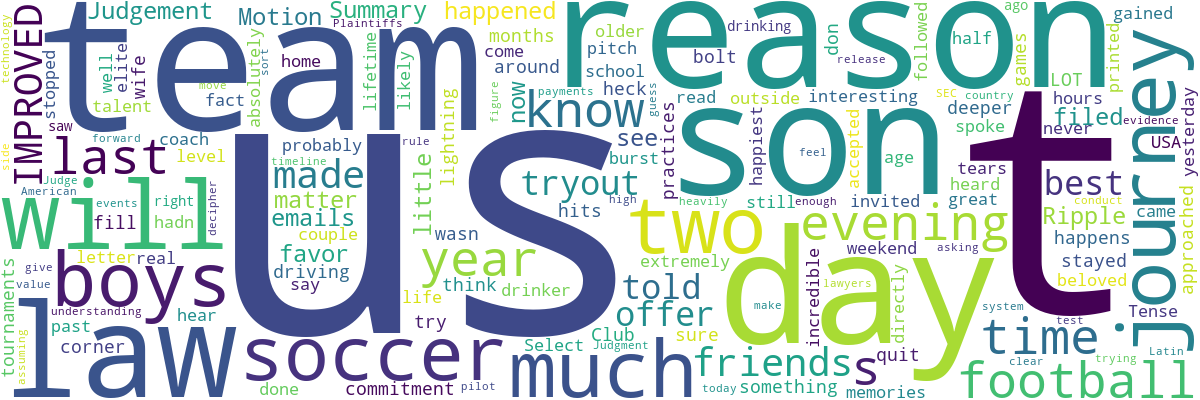 technology
IMPROVED
Judgement
Motion
Summary
Plaintiffs
happened
team
reason
drinking
ago
gained
stopped
well
elite
wife
talent
fact
absolutely
home
lifetime
likely
months
older
come
around
pitch
school
heck
bolt
don
release
followed
half
games
LOT
printed
move
sort
figure
payments
guess
know
now
read
outside
interesting
SEC
country
deeper
hours
filed
evidence
journey
yesterday
side
saw
forward
coach
last
level
probably
timeline
lightning
rule
see
burst
practices
happiest
son
feel
accepted
age
spoke
never
USA
heard
tears
t
Judge
American
events
right
will
fill
hadn
decipher
made
matter
emails
us
little
wasn
tryout
hits
high
heavily
still
enough
invited
great
best
beloved
came
Ripple
happens
approached
conduct
letter
real
boys
favor
couple
driving
say
year
think
drinker
life
two
extremely
told
offer
evening
weekend
asking
day
incredible
lawyers
directly
stayed
tournaments
give
value
understanding
past
hear
assuming
corner
law
soccer
try
Club
Select
Judgment
sure
make
system
test
Tense
time
clear
trying
Latin
done
commitment
pilot
much
friends
today
something
s
quit
memories
football